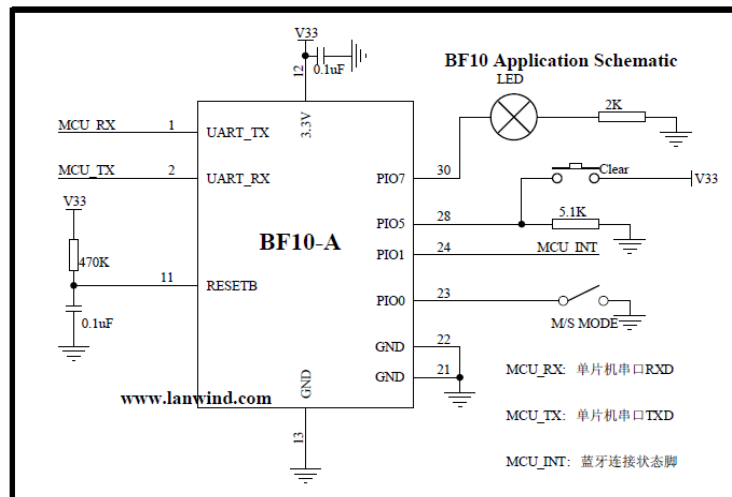 V33
12
0.1uF
BF10 Application Schematic
LED
2K
MCU_RX
1
UART_TX
3.3V
MCU_TX
2
UART_RX
PIO7
30
Clear
V33
V33
BF10-A
PIO5
28
5.1K
470K
PIO1
24
MCU_INT
11
RESETB
PIO0
23
0.1uF
M/S MODE
GND
22
GND
21
MCU_RX: 单片机串口RXD
www.lanwind.com
GND
MCU_TX: 单片机串口TXD
13
MCU_INT: 蓝牙连接状态脚